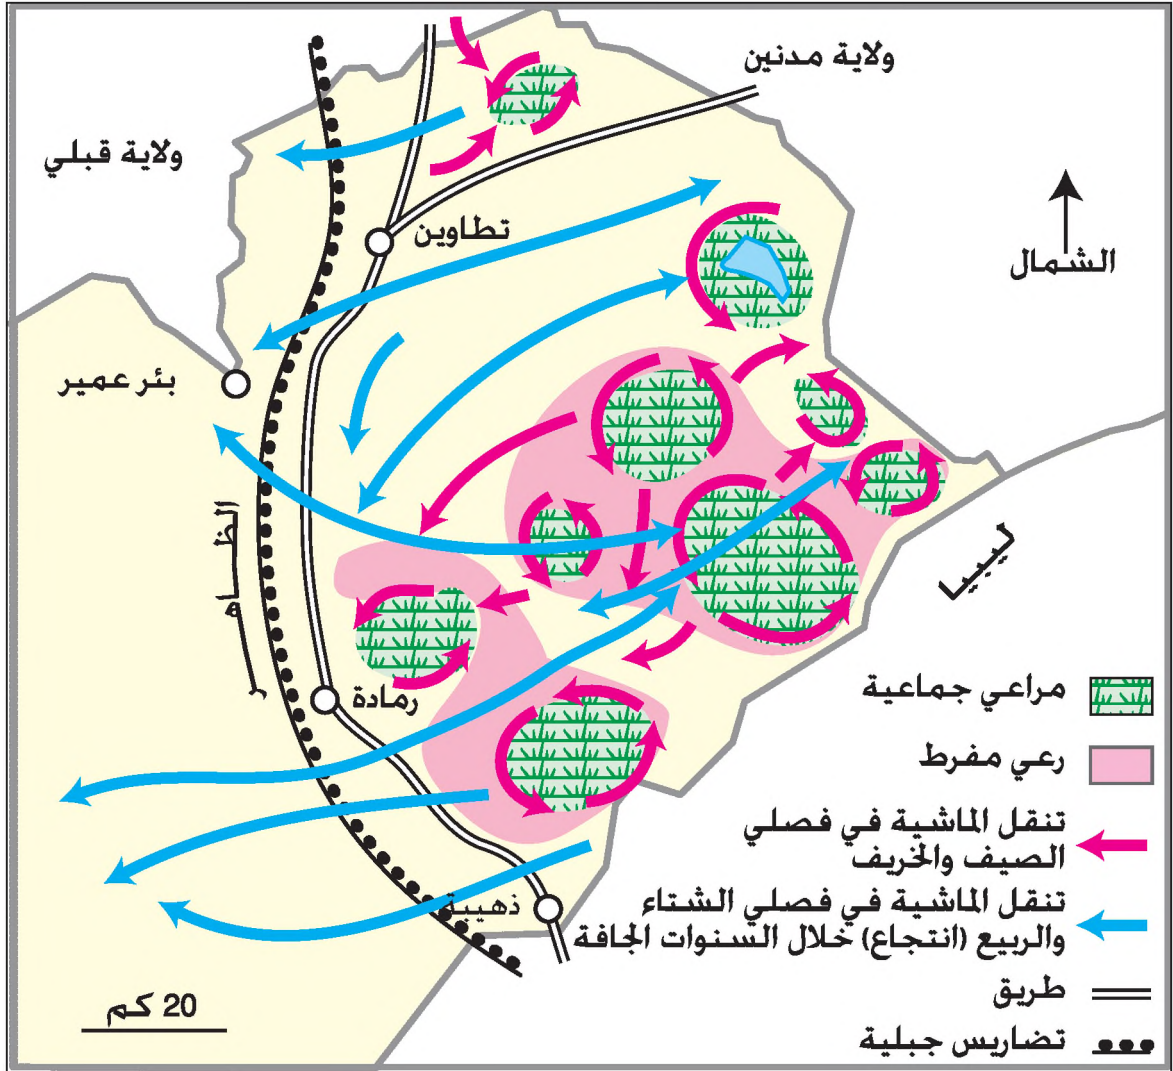 ولاية مدنين
ولاية قبلي
تطاوين
الشمال
بئر عمير
الظاهر
ليبيا
رمادة
ذهيبة
مراعي جماعية
رعي مفرط
تنقل الماشية في فصلي
الصيف والخريف
تنقل الماشية في فصلي الشتاء
والربيع (انتجاع) خلال السنوات الجافة
طريق
تضاريس جبلية
20 كم